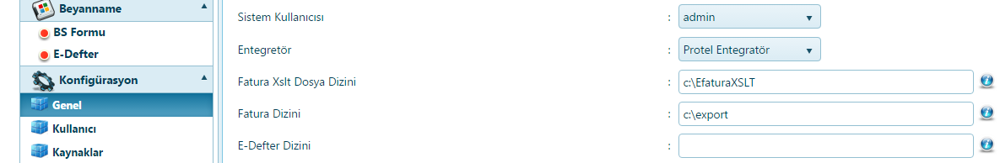 Beyanname
BS Formu
E-Defter
Konfigürasyon
Genel
Kullanıcı
Kaynaklar
Sistem Kullanıcısı : admin
Entegretör : Protel Entegratör
Fatura Xslt Dosya Dizini : c:\EfaturaXSLT
Fatura Dizini : c:\export
E-Defter Dizini :